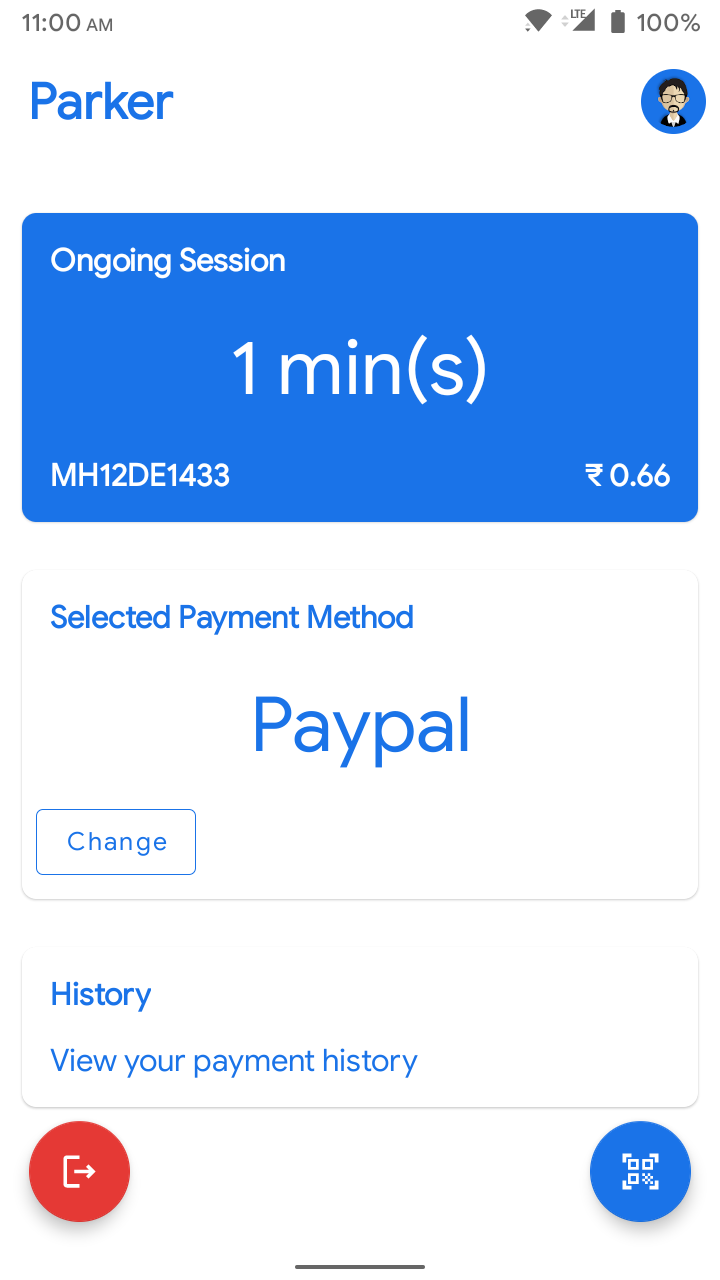 11:00 AM
LTE
100%
Parker
Ongoing Session
1 min(s)
MH12DE1433
₹ 0.66
Selected Payment Method
Paypal
Change
History
View your payment history